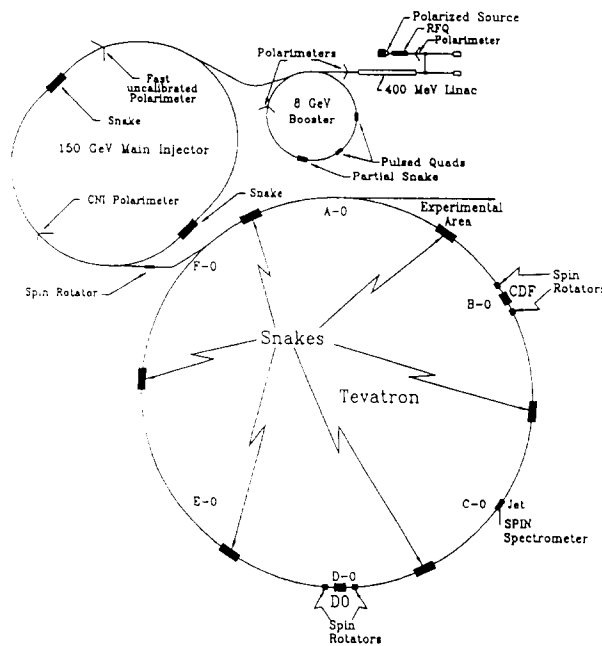 Polarized Source
RFQ
Polarimeter
Polarimeters
400 MeV Linac
Fast
uncalibrated
Polarimeter
8 GeV
Booster
Snake
150 GeV Main Injector
Pulsed Quads
Partial Snake
CNI Polarimeter
Snake
A-0
Experimental
Area
F-0
Spin Rotator
Spin
Rotators
CDF
B-0
Snakes
Tevatron
E-0
C-0
Jet
SPIN
Spectrometer
D-0
D0
Spin
Rotators